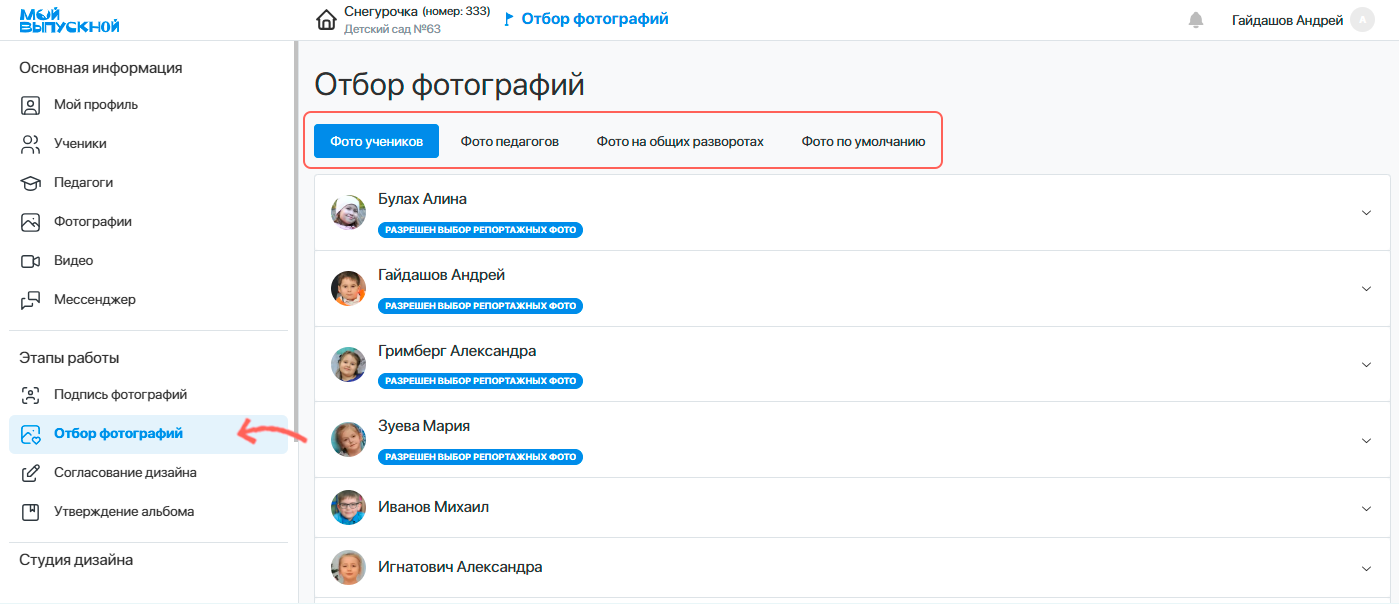 МОЙ
ВЫПУСКНОЙ
Снегурочка (номер: 333)
Детский сад №63
Отбор фотографий
Гайдашов Андрей
А
Основная информация
Мой профиль
Ученики
Педагоги
Фотографии
Видео
Мессенджер
Этапы работы
Подпись фотографий
Отбор фотографий
Согласование дизайна
Утверждение альбома
Студия дизайна
Отбор фотографий
Фото учеников
Фото педагогов
Фото на общих разворотах
Фото по умолчанию
Булах Алина
РАЗРЕШЕН ВЫБОР РЕПОРТАЖНЫХ ФОТО
Гайдашов Андрей
РАЗРЕШЕН ВЫБОР РЕПОРТАЖНЫХ ФОТО
Гримберг Александра
РАЗРЕШЕН ВЫБОР РЕПОРТАЖНЫХ ФОТО
Зуева Мария
РАЗРЕШЕН ВЫБОР РЕПОРТАЖНЫХ ФОТО
Иванов Михаил
Игнатович Александра